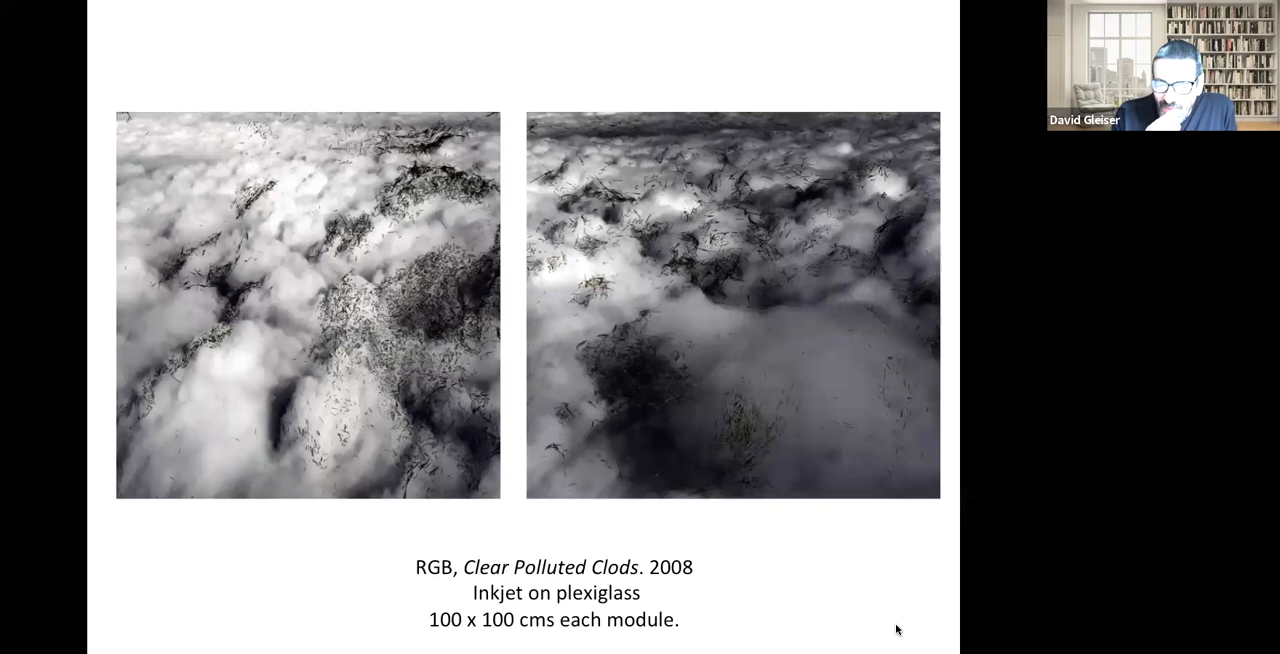 David Gleiser
RGB, Clear Polluted Clods. 2008
Inkjet on plexiglass
100 x 100 cms each module.